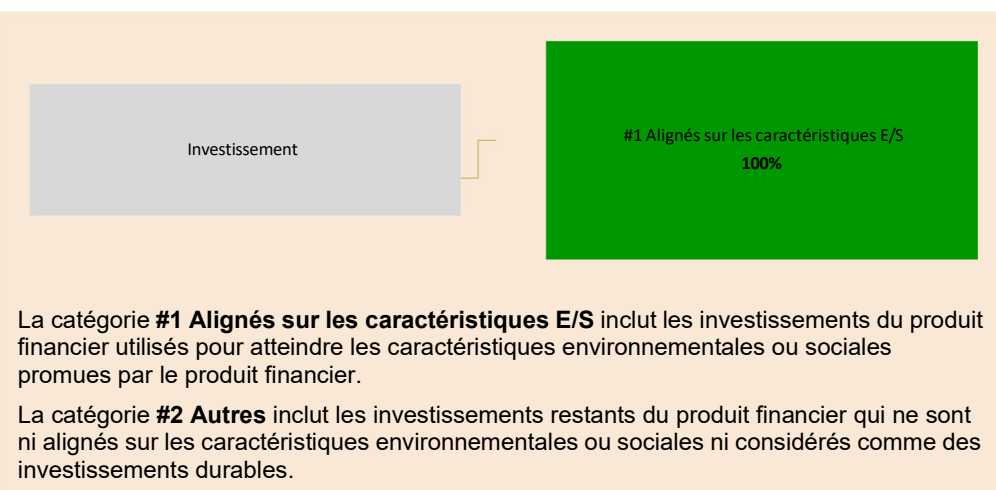 Investissement
#1 Alignés sur les caractéristiques E/S
100%
La catégorie #1 Alignés sur les caractéristiques E/S inclut les investissements du produit
financier utilisés pour atteindre les caractéristiques environnementales ou sociales
promues par le produit financier.
La catégorie #2 Autres inclut les investissements restants du produit financier qui ne sont
ni alignés sur les caractéristiques environnementales ou sociales ni considérés comme des
investissements durables.